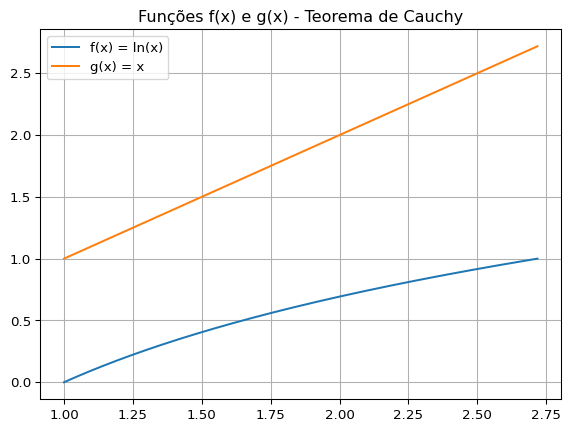 Funções f(x) e g(x) - Teorema de Cauchy
f(x) = ln(x)
g(x) = x
2.5
2.0
1.5
1.0
0.5
0.0
1.00 1.25 1.50 1.75 2.00 2.25 2.50 2.75